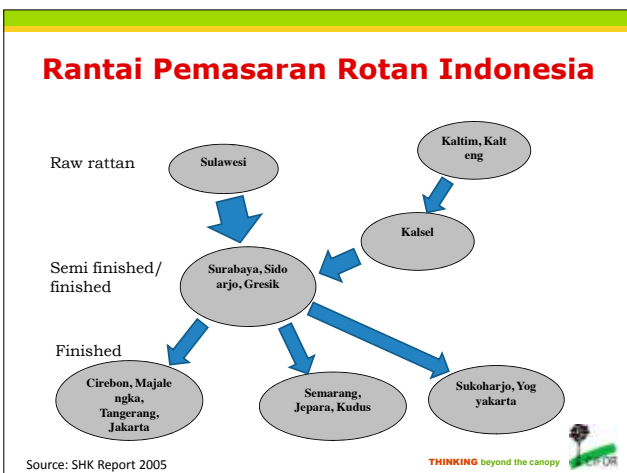 Rantai Pemasaran Rotan Indonesia
Raw rattan
Sulawesi
Kaltim, Kalt
eng
Kalsel
Semi finished/
finished
Surabaya, Sido
arjo, Gresik
Finished
Cirebon, Majale
ngka,
Tangerang,
Jakarta
Semarang,
Jepara, Kudus
Sukoharjo, Yog
yakarta
Source: SHK Report 2005
THINKING beyond the canopy
CIFOR